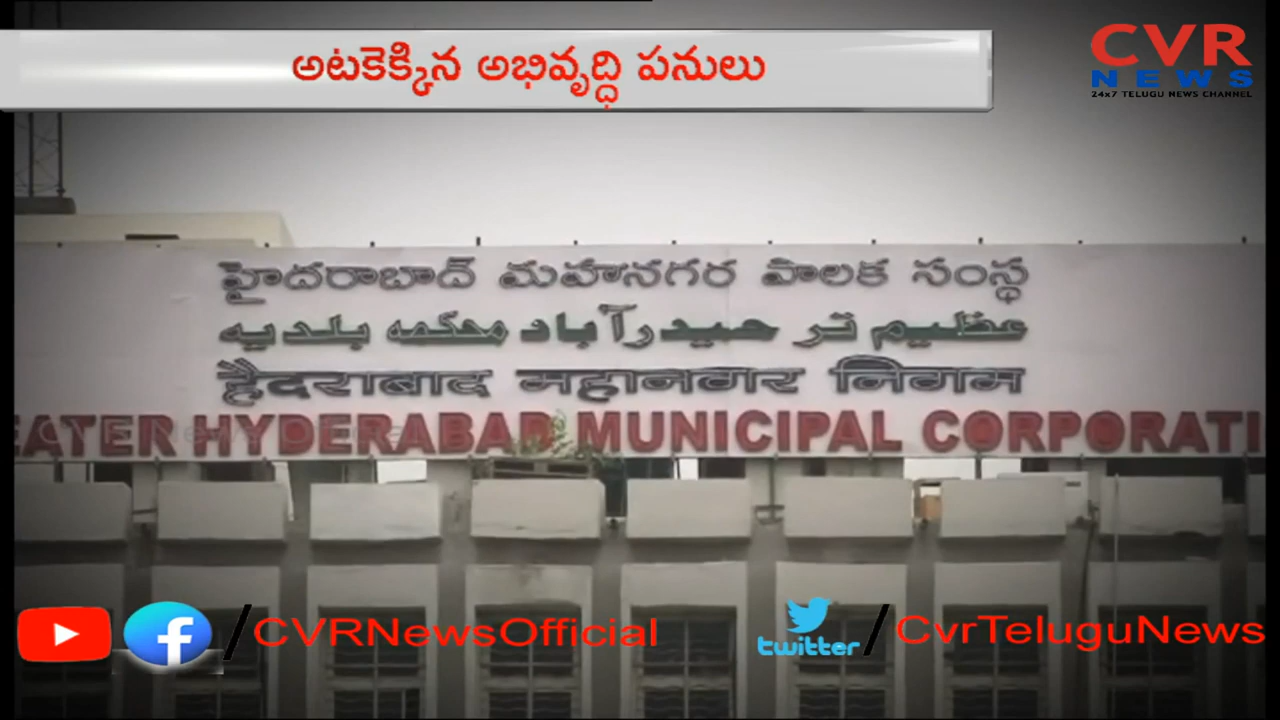 అటకెక్కిన అభివృద్ధి పనులు
CVR
NEWS
24x7 TELUGU NEWS CHANNEL
హైదరాబాద్ మహానగర పాలక సంస్థ
عظیم تر حیدرآباد محکمہ بلدیہ
हैदराबाद महानगर निगम
EATER HYDERABAD MUNICIPAL CORPORATI
/CVRNewsOfficial
twitter/CvrTeluguNews